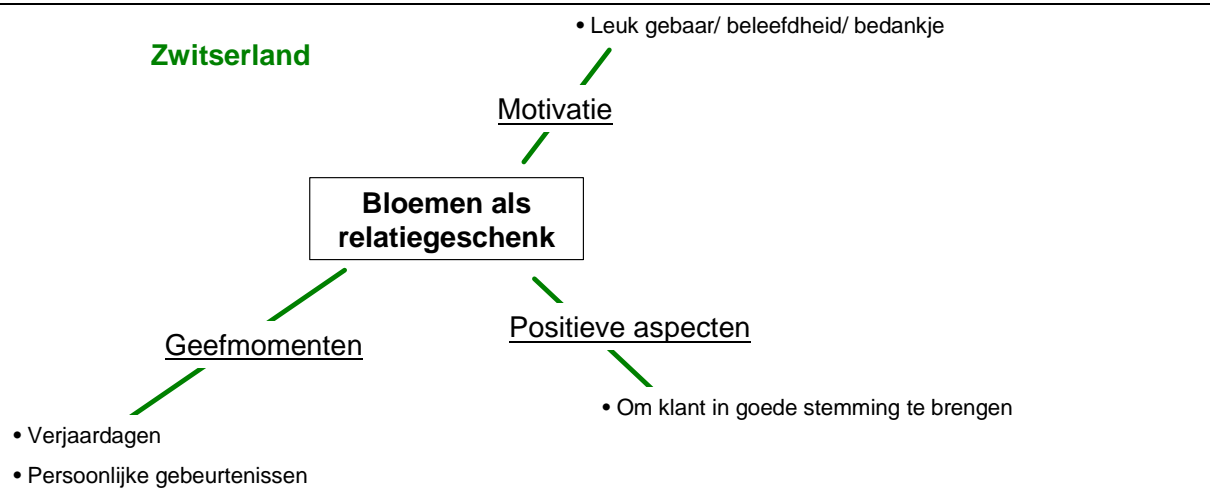 • Leuk gebaar/ beleefdheid/ bedankje
Zwitserland
Motivatie
Bloemen als
relatiegeschenk
Positieve aspecten
Geefmomenten
• Om klant in goede stemming te brengen
• Verjaardagen
• Persoonlijke gebeurtenissen